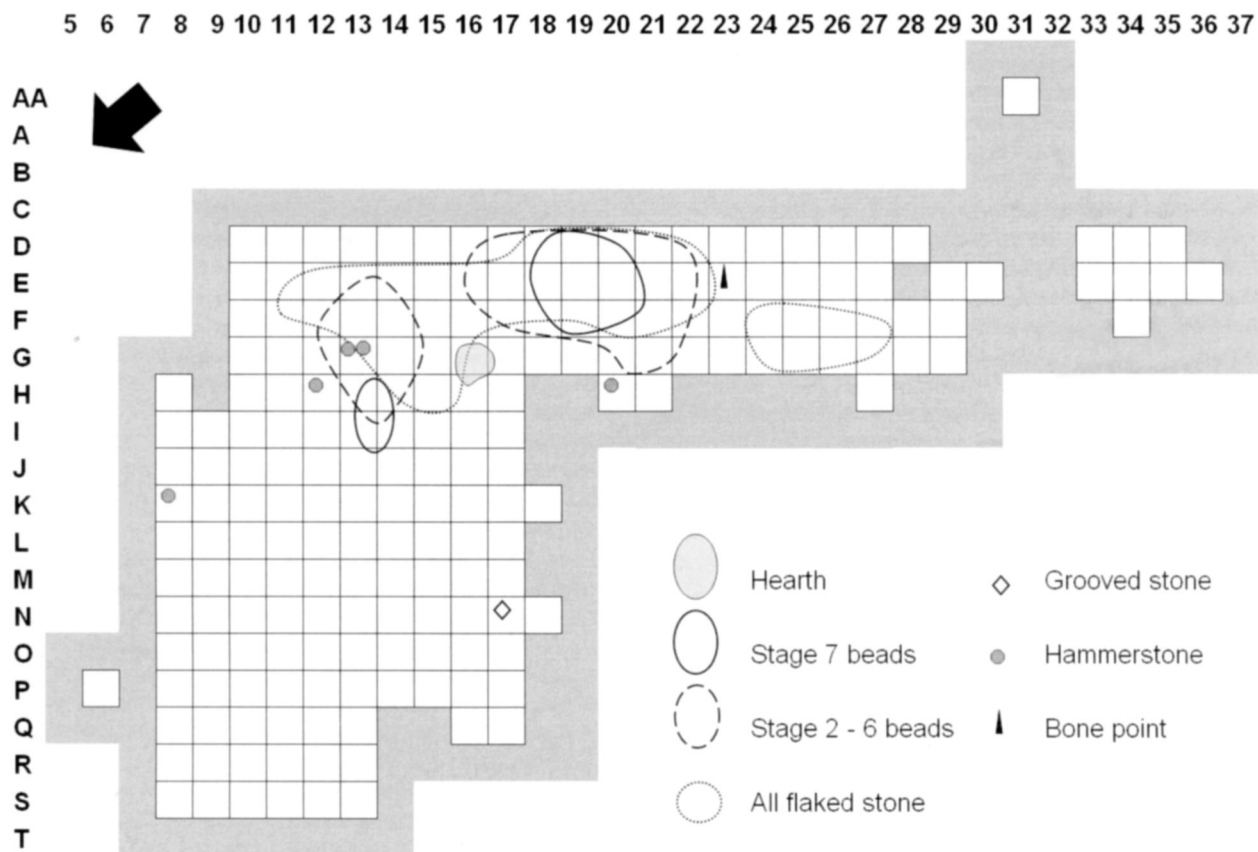 5 6 7 8 9 10 11 12 13 14 15 16 17 18 19 20 21 22 23 24 25 26 27 28 29 30 31 32 33 34 35 36 37
AA
A
B
C
D
E
F
G
H
I
J
K
L
M
N
O
P
Q
R
S
T
Hearth
Grooved stone
Stage 7 beads
Hammerstone
Stage 2 - 6 beads
Bone point
All flaked stone